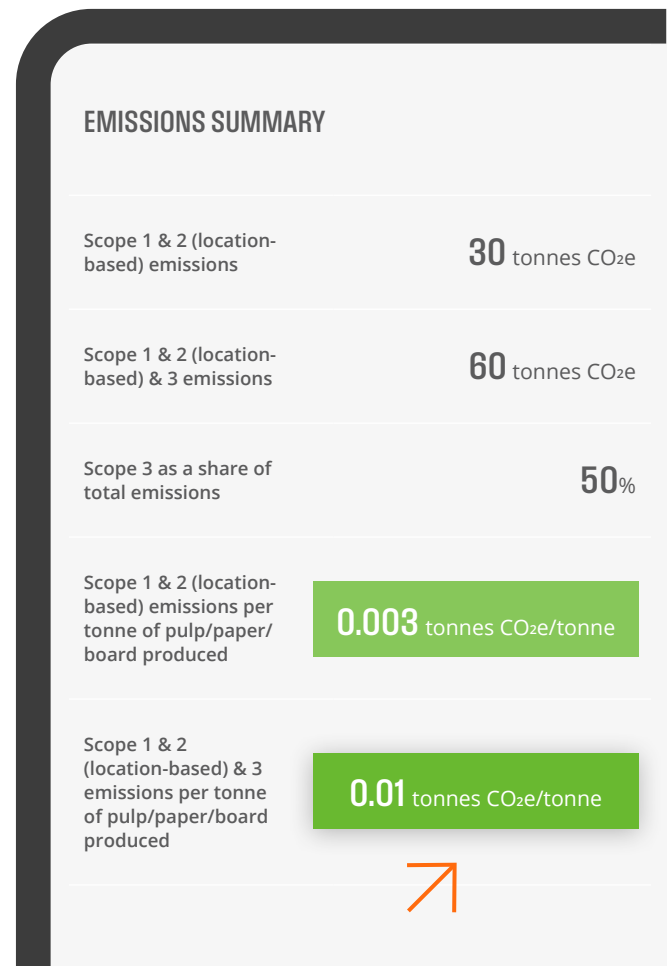 EMISSIONS SUMMARY
Scope 1 & 2 (location-
based) emissions
30 tonnes CO₂e
Scope 1 & 2 (location-
based) & 3 emissions
60 tonnes CO₂e
Scope 3 as a share of
total emissions
50%
Scope 1 & 2 (location-
based) emissions per
tonne of pulp/paper/
board produced
0.003 tonnes CO₂e/tonne
Scope 1 & 2
(location-based) & 3
emissions per tonne
of pulp/paper/board
produced
0.01 tonnes CO₂e/tonne